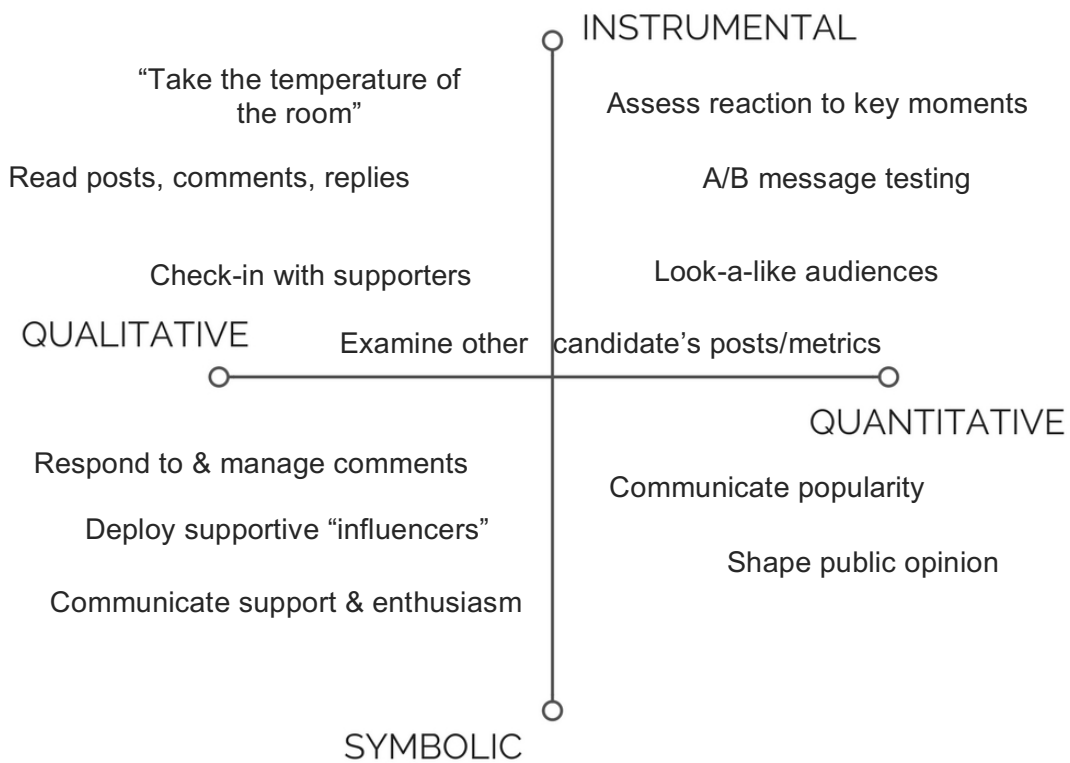 INSTRUMENTAL
“Take the temperature of
the room”
Assess reaction to key moments
Read posts, comments, replies
A/B message testing
Check-in with supporters
Look-a-like audiences
QUALITATIVE
Examine other candidate’s posts/metrics
QUANTITATIVE
Respond to & manage comments
Communicate popularity
Deploy supportive “influencers”
Shape public opinion
Communicate support & enthusiasm
SYMBOLIC